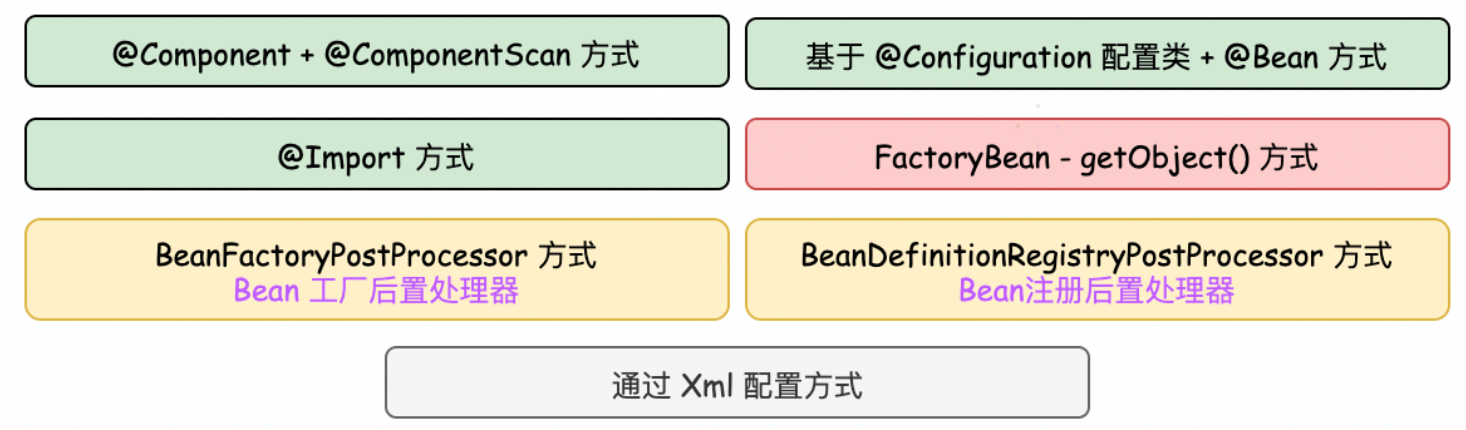 @Component + @ComponentScan 方式
基于 @Configuration 配置类 + @Bean 方式
@Import 方式
FactoryBean - getObject() 方式
BeanFactoryPostProcessor 方式
Bean 工厂后置处理器
BeanDefinitionRegistryPostProcessor 方式
Bean注册后置处理器
通过 Xml 配置方式